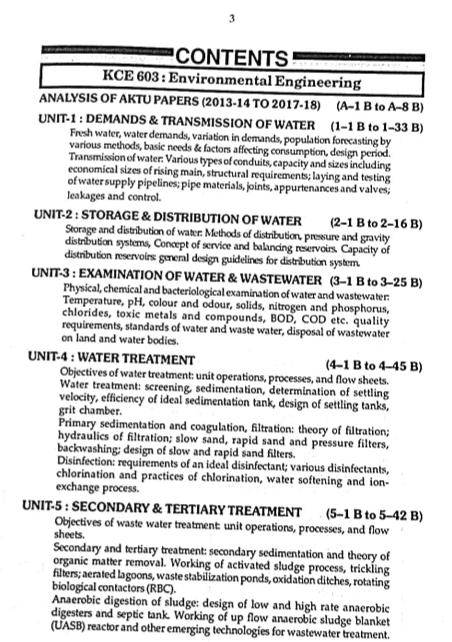 3
CONTENTS
KCE 603 : Environmental Engineering
ANALYSIS OF AKTU PAPERS (2013-14 TO 2017-18) (A–1 B to A–8 B)
UNIT-1 : DEMANDS & TRANSMISSION OF WATER (1–1 B to 1–33 B)
Fresh water, water demands, variation in demands, population forecasting by
various methods, basic needs & factors affecting consumption, design period.
Transmission of water: Various types of conduits, capacity and sizes including
economical sizes of rising main, structural requirements; laying and testing
of water supply pipelines; pipe materials, joints, appurtenances and valves;
leakages and control.
UNIT-2 : STORAGE & DISTRIBUTION OF WATER (2–1 B to 2–16 B)
Storage and distribution of water: Methods of distribution, pressure and gravity
distribution systems, Concept of service and balancing reservoirs. Capacity of
distribution reservoirs: general design guidelines for distribution system.
UNIT-3 : EXAMINATION OF WATER & WASTEWATER (3–1 B to 3–25 B)
Physical, chemical and bacteriological examination of water and wastewater:
Temperature, pH, colour and odour, solids, nitrogen and phosphorus,
chlorides, toxic metals and compounds, BOD, COD etc. quality
requirements, standards of water and waste water, disposal of wastewater
on land and water bodies.
UNIT-4 : WATER TREATMENT (4–1 B to 4–45 B)
Objectives of water treatment: unit operations, processes, and flow sheets.
Water treatment: screening, sedimentation, determination of settling
velocity, efficiency of ideal sedimentation tank, design of settling tanks,
grit chamber.
Primary sedimentation and coagulation, filtration: theory of filtration;
hydraulics of filtration; slow sand, rapid sand and pressure filters,
backwashing; design of slow and rapid sand filters.
Disinfection: requirements of an ideal disinfectant; various disinfectants,
chlorination and practices of chlorination, water softening and ion-
exchange process.
UNIT-5 : SECONDARY & TERTIARY TREATMENT (5–1 B to 5–42 B)
Objectives of waste water treatment: unit operations, processes, and flow
sheets.
Secondary and tertiary treatment: secondary sedimentation and theory of
organic matter removal. Working of activated sludge process, trickling
filters; aerated lagoons, waste stabilization ponds, oxidation ditches, rotating
biological contactors (RBC).
Anaerobic digestion of sludge: design of low and high rate anaerobic
digesters and septic tank. Working of up flow anaerobic sludge blanket
(UASB) reactor and other emerging technologies for wastewater treatment.